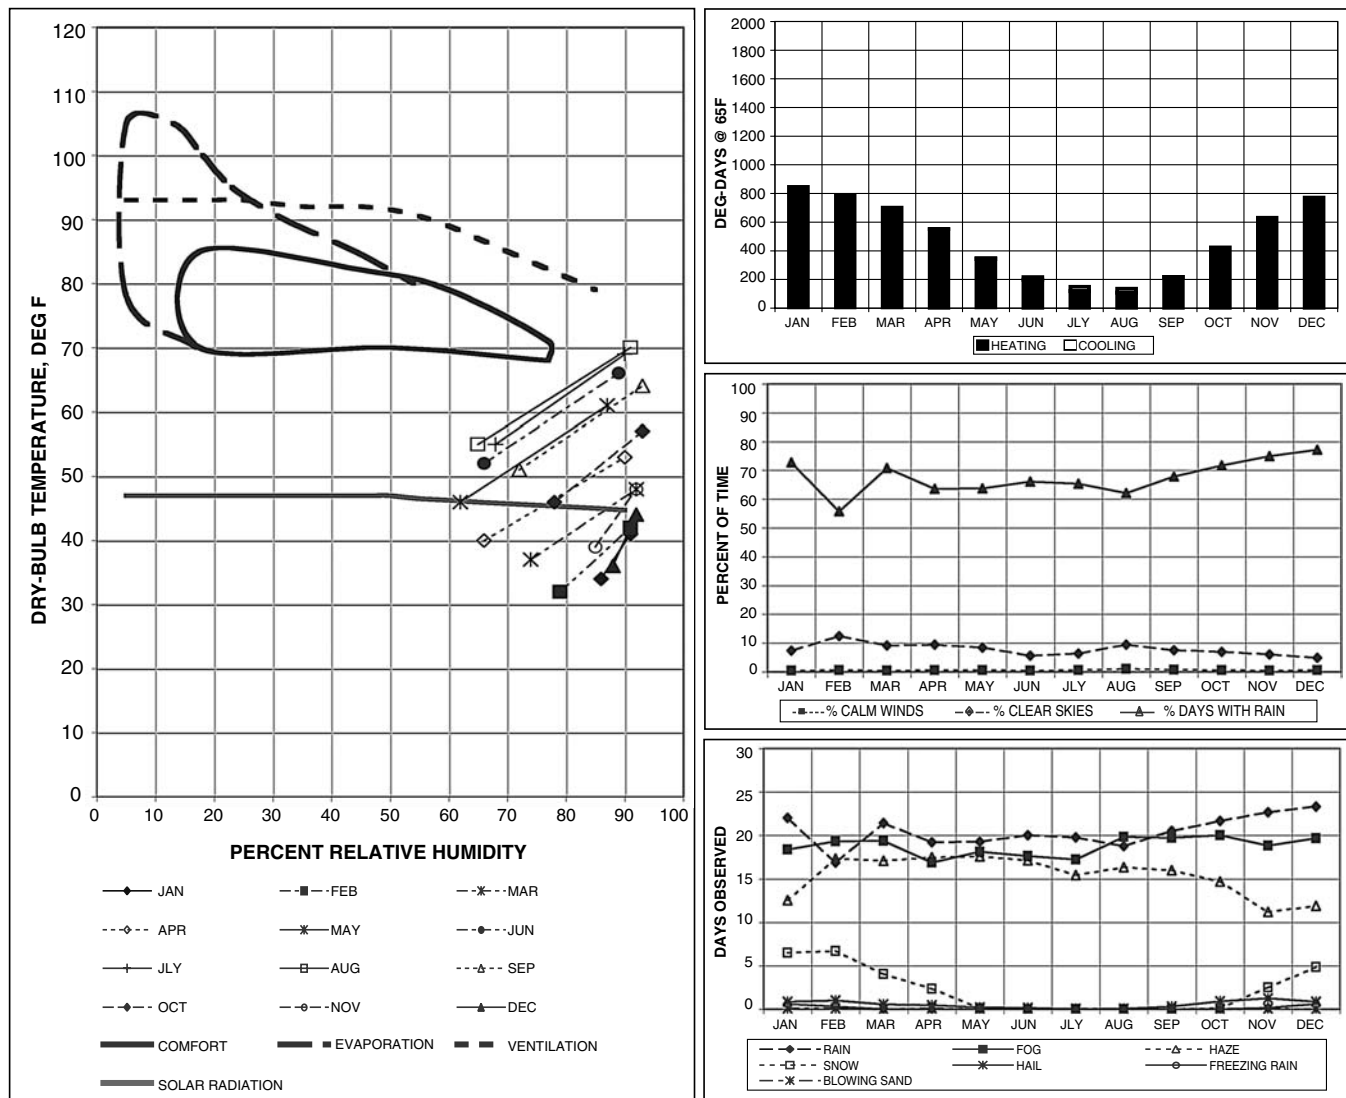 120
110
100
90
80
70
60
50
40
30
20
10
0
DRY-BULB TEMPERATURE, DEG F
0 10 20 30 40 50 60 70 80 90 100
PERCENT RELATIVE HUMIDITY
JAN FEB MAR
APR MAY JUN
JLY AUG SEP
OCT NOV DEC
COMFORT EVAPORATION VENTILATION
SOLAR RADIATION
2000
1800
1600
1400
1200
1000
800
600
400
200
0
DEG-DAYS @ 65F
JAN FEB MAR APR MAY JUN JLY AUG SEP OCT NOV DEC
HEATING COOLING
100
90
80
70
60
50
40
30
20
10
0
PERCENT OF TIME
JAN FEB MAR APR MAY JUN JLY AUG SEP OCT NOV DEC
% CALM WINDS % CLEAR SKIES % DAYS WITH RAIN
30
25
20
15
10
5
0
DAYS OBSERVED
JAN FEB MAR APR MAY JUN JLY AUG SEP OCT NOV DEC
RAIN FOG HAZE
SNOW HAIL FREEZING RAIN
BLOWING SAND